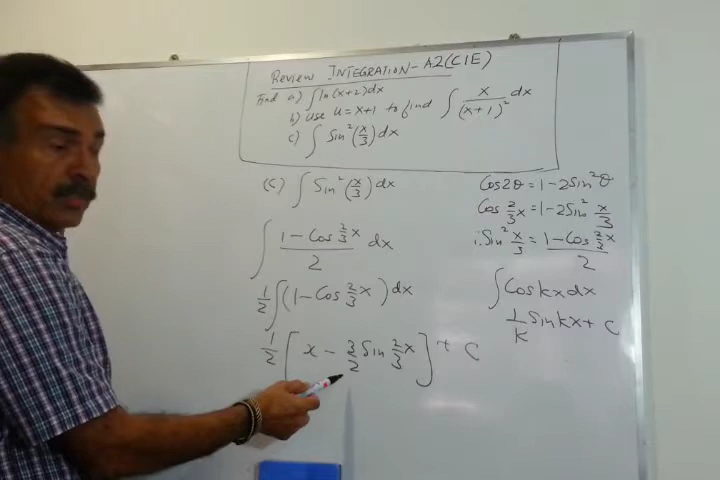 Review INTEGRATION - A2(CIE)
Find a) ∫ ln(x+2) dx
b) use u = x+1 to find ∫ x/(x+1)² dx
c) ∫ Sin²(x/3) dx
(c) ∫ Sin²(x/3) dx
∫ (1 - Cos 2/3 x)/2 dx
1/2 ∫ (1 - Cos 2/3 x) dx
1/2 [x - 3/2 Sin 2/3 x] + c
Cos2θ = 1 - 2Sin²θ
Cos 2/3 x = 1 - 2Sin² x/3
∴ Sin² x/3 = (1 - Cos 2/3 x)/2
∫ Cos kx dx
1/k Sin kx + c